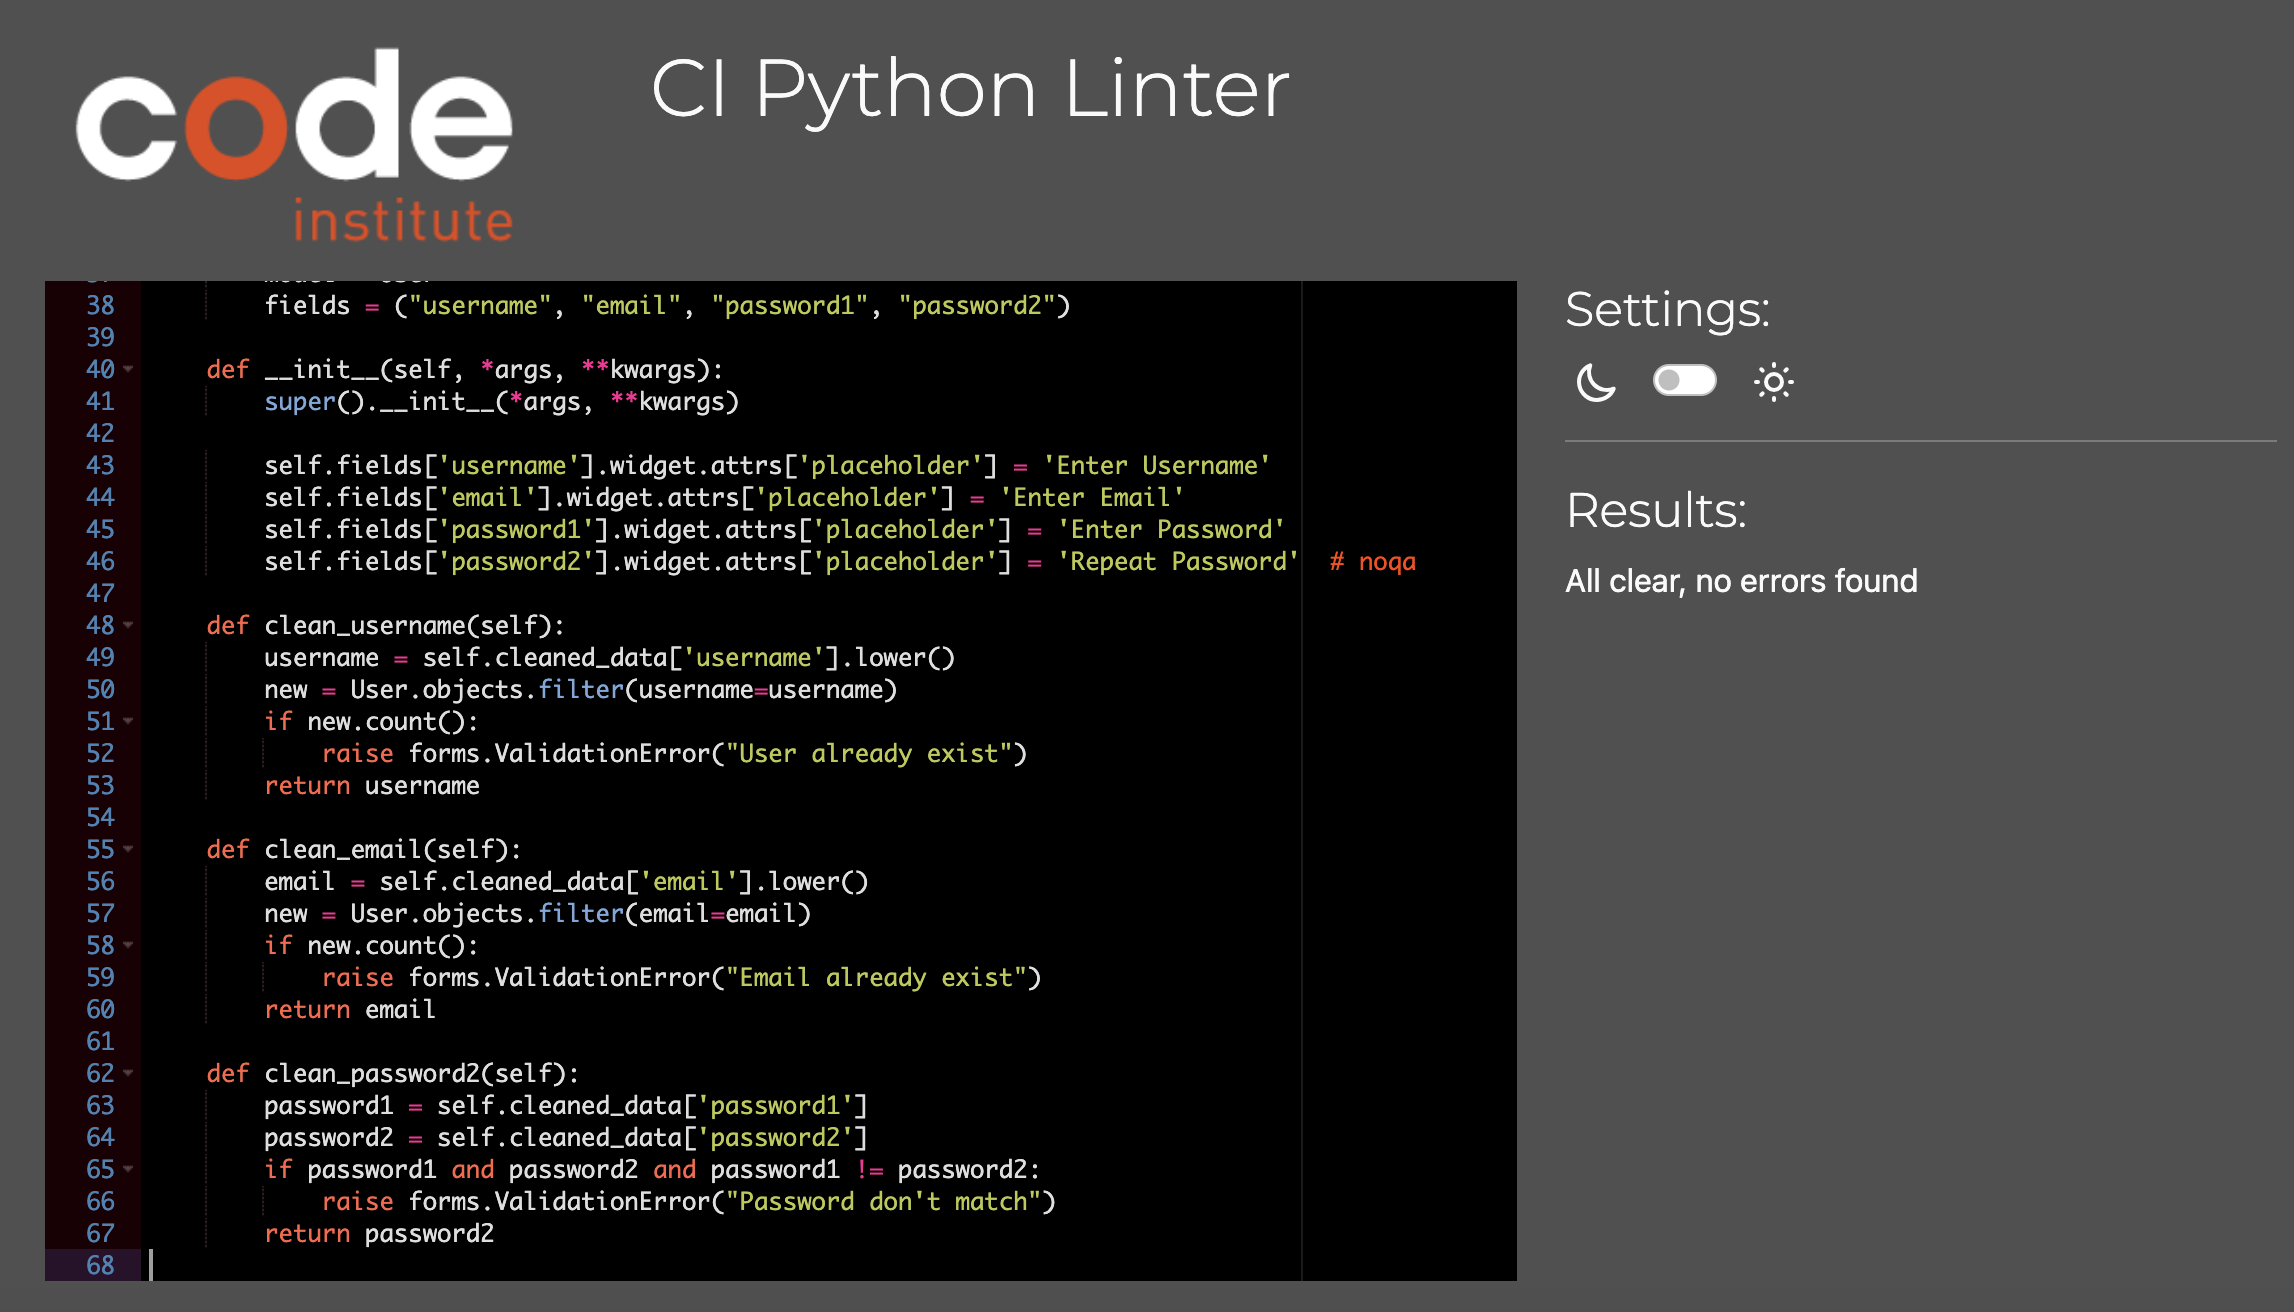 code
institute
CI Python Linter
38 fields = ("username", "email", "password1", "password2")
39
40 def __init__(self, *args, **kwargs):
41 super().__init__(*args, **kwargs)
42
43 self.fields['username'].widget.attrs['placeholder'] = 'Enter Username'
44 self.fields['email'].widget.attrs['placeholder'] = 'Enter Email'
45 self.fields['password1'].widget.attrs['placeholder'] = 'Enter Password'
46 self.fields['password2'].widget.attrs['placeholder'] = 'Repeat Password'  # noqa
47
48 def clean_username(self):
49 username = self.cleaned_data['username'].lower()
50 new = User.objects.filter(username=username)
51 if new.count():
52 raise forms.ValidationError("User already exist")
53 return username
54
55 def clean_email(self):
56 email = self.cleaned_data['email'].lower()
57 new = User.objects.filter(email=email)
58 if new.count():
59 raise forms.ValidationError("Email already exist")
60 return email
61
62 def clean_password2(self):
63 password1 = self.cleaned_data['password1']
64 password2 = self.cleaned_data['password2']
65 if password1 and password2 and password1 != password2:
66 raise forms.ValidationError("Password don't match")
67 return password2
68
Settings:
Results:
All clear, no errors found